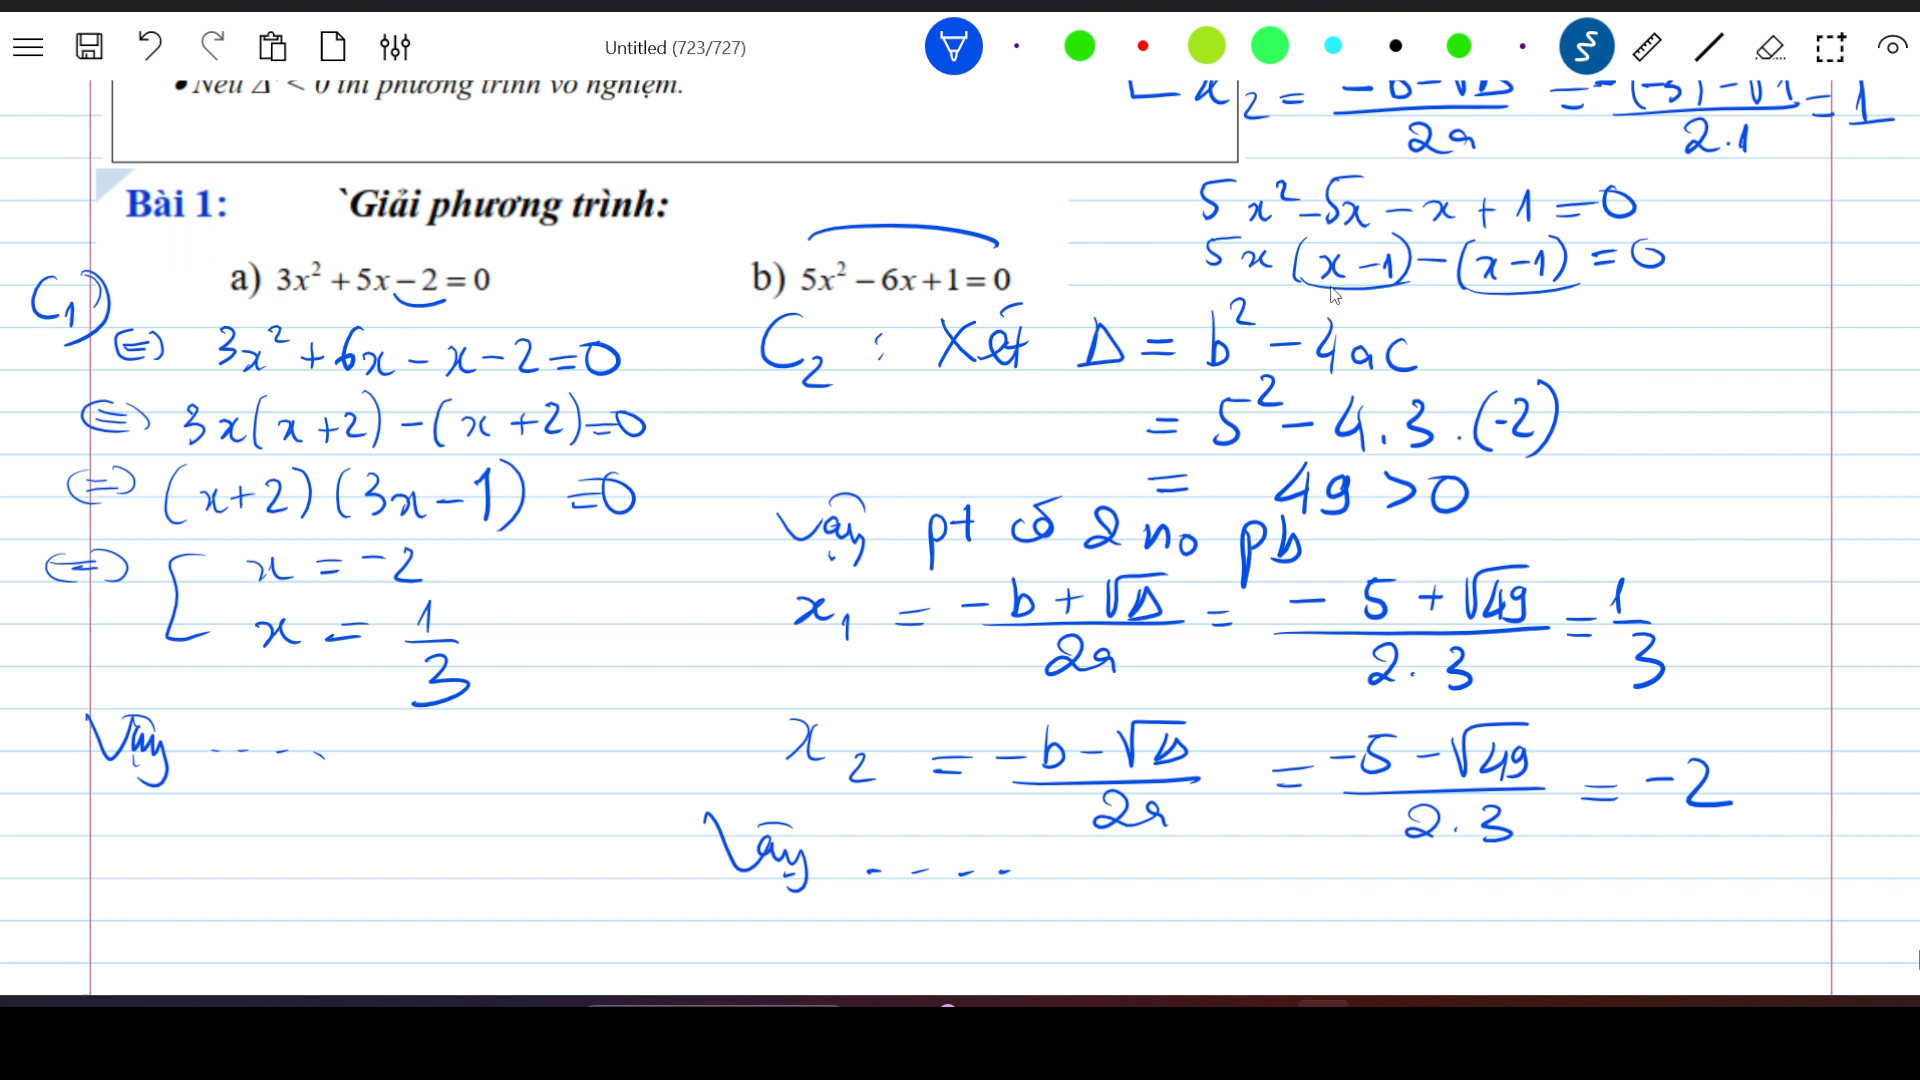 Untitled (723/727)
• Nếu Δ' < 0 thì phương trình vô nghiệm.
x₂ = (-b-√Δ)/(2a) = = 1
Bài 1: `Giải phương trình:
5x² - 5x - x + 1 = 0
5x(x-1) - (x-1) = 0
a) 3x² + 5x - 2 = 0
b) 5x² - 6x + 1 = 0
C₁)
⇔ 3x² + 6x - x - 2 = 0
⇔ 3x(x+2) - (x+2) = 0
⇔ (x+2)(3x-1) = 0
⇔ [ x = -2
x = 1/3
Vậy ....
C₂ : Xét Δ = b² - 4ac
= 5² - 4.3.(-2)
= 49 > 0
Vậy pt có 2 no pb
x₁ = (-b+√Δ)/(2a) = (-5+√49)/(2.3) = 1/3
x₂ = (-b-√Δ)/(2a) = (-5-√49)/(2.3) = -2
Vậy ....